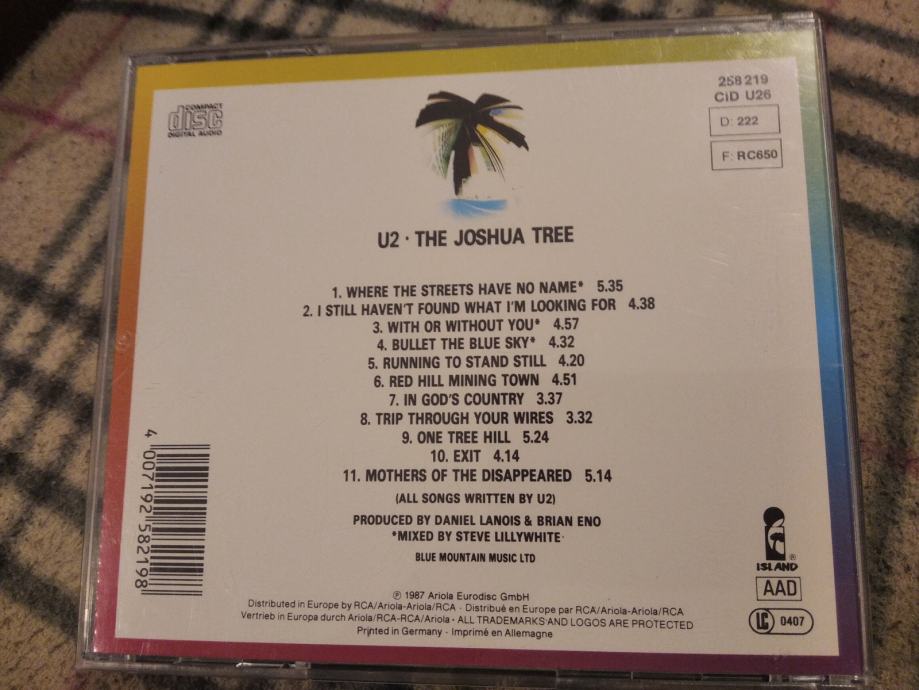 COMPACT
disc
DIGITAL AUDIO
258 219
CiD U26
D: 222
F: RC650
U2 · THE JOSHUA TREE
1. WHERE THE STREETS HAVE NO NAME* 5.35
2. I STILL HAVEN'T FOUND WHAT I'M LOOKING FOR 4.38
3. WITH OR WITHOUT YOU* 4.57
4. BULLET THE BLUE SKY* 4.32
5. RUNNING TO STAND STILL 4.20
6. RED HILL MINING TOWN 4.51
7. IN GOD'S COUNTRY 3.37
8. TRIP THROUGH YOUR WIRES 3.32
9. ONE TREE HILL 5.24
10. EXIT 4.14
11. MOTHERS OF THE DISAPPEARED 5.14
(ALL SONGS WRITTEN BY U2)
PRODUCED BY DANIEL LANOIS & BRIAN ENO
*MIXED BY STEVE LILLYWHITE
BLUE MOUNTAIN MUSIC LTD
4 007192 582198
ISLAND ®
AAD
LC 0407
℗ 1987 Ariola Eurodisc GmbH
Distributed in Europe by RCA/Ariola-Ariola/RCA · Distribué en Europe par RCA/Ariola-Ariola/RCA
Vertrieb in Europa durch Ariola/RCA-RCA/Ariola · ALL TRADEMARKS AND LOGOS ARE PROTECTED
Printed in Germany · Imprimé en Allemagne